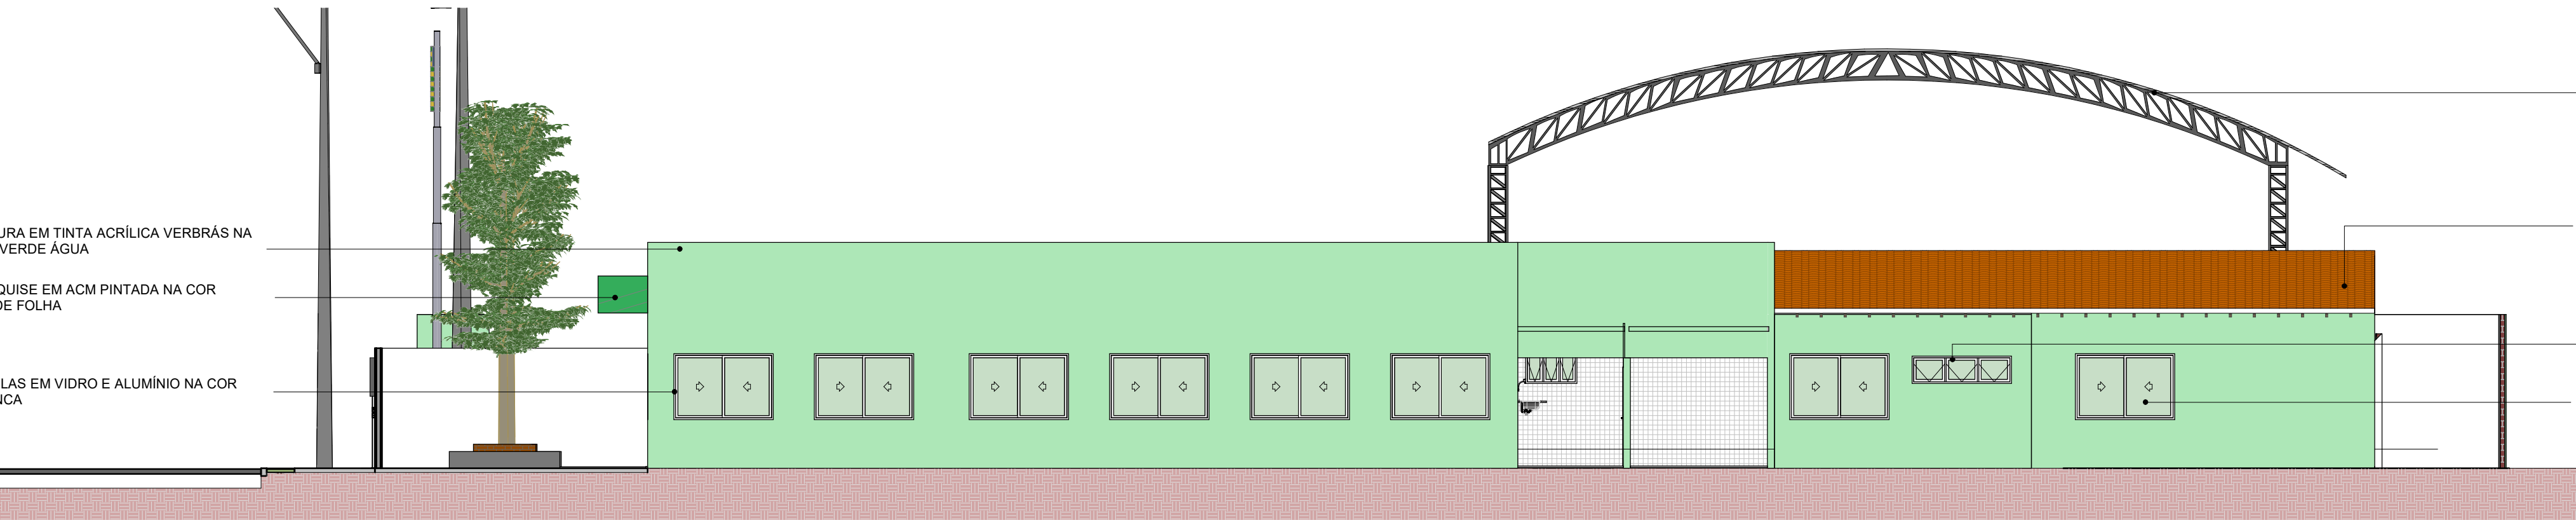 URA EM TINTA ACRÍLICA VERBRÁS NA
VERDE ÁGUA
QUISE EM ACM PINTADA NA COR
DE FOLHA
LAS EM VIDRO E ALUMÍNIO NA COR
NCA